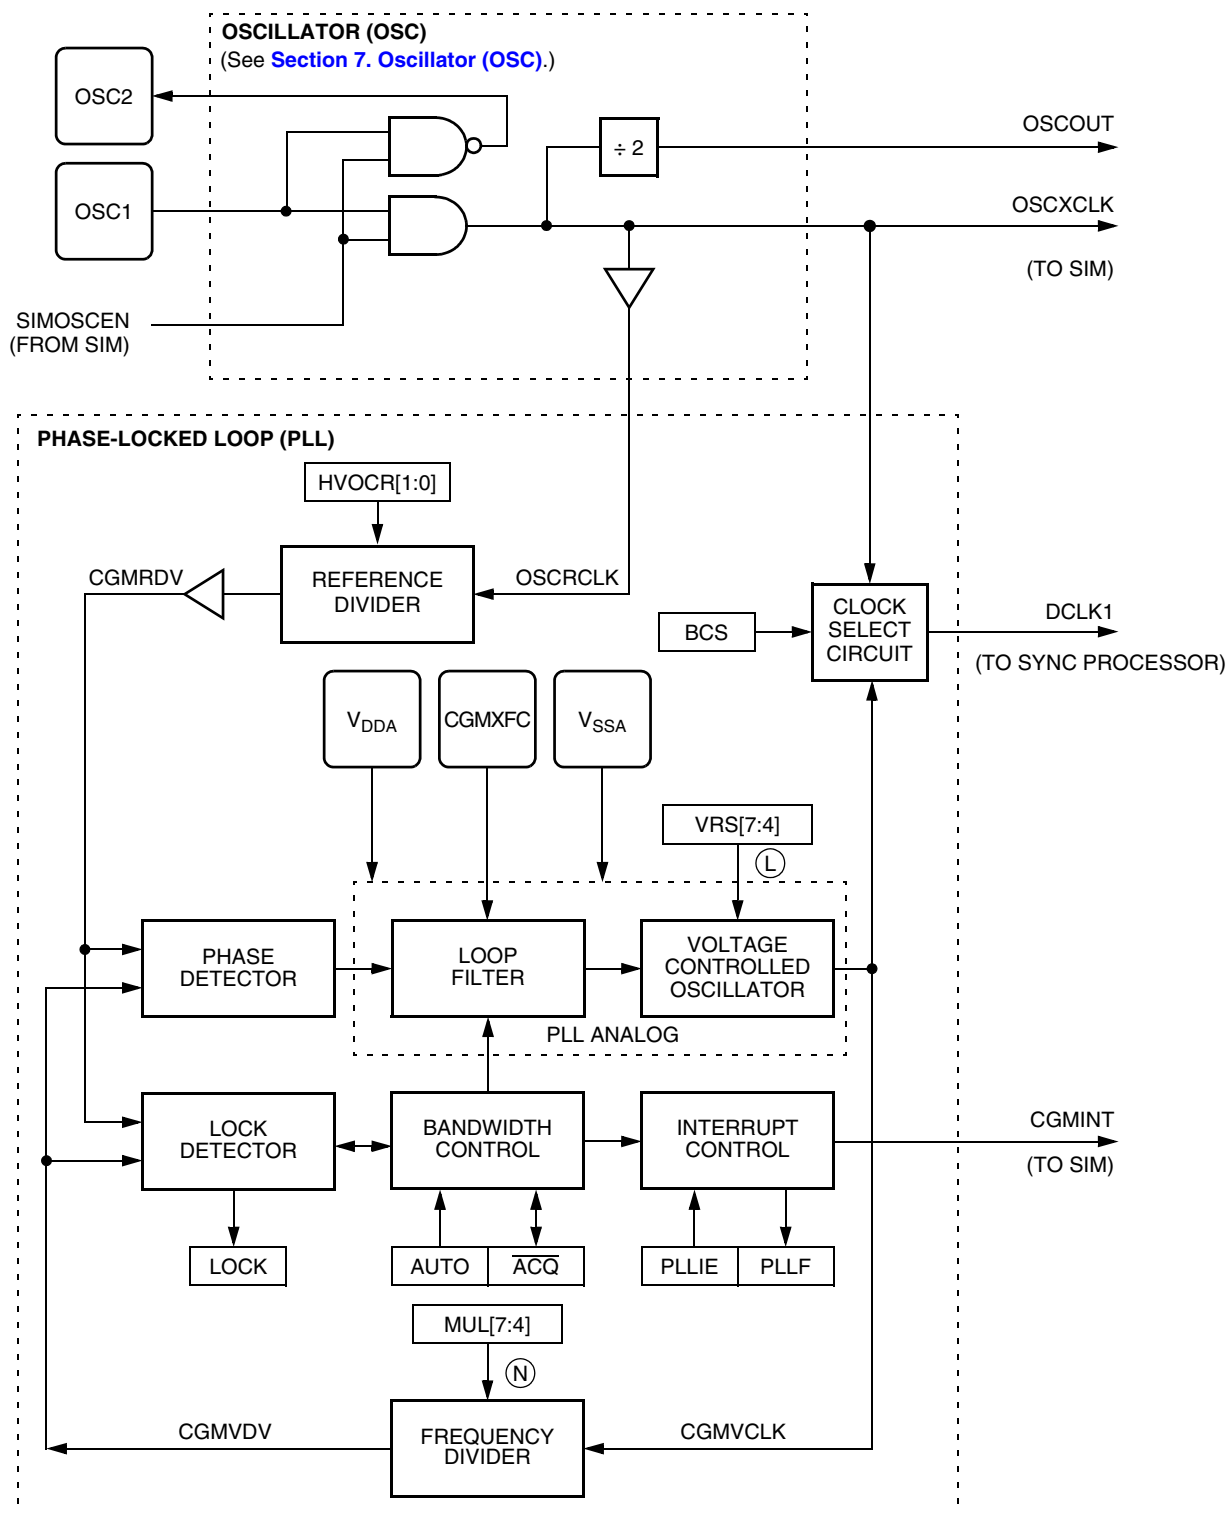 OSCILLATOR (OSC)
(See Section 7. Oscillator (OSC).)
OSC2
÷ 2
OSCOUT
OSC1
OSCXCLK
(TO SIM)
SIMOSCEN
(FROM SIM)
PHASE-LOCKED LOOP (PLL)
HVOCR[1:0]
CGMRDV
REFERENCE
DIVIDER
OSCRCLK
BCS
CLOCK
SELECT
CIRCUIT
DCLK1
(TO SYNC PROCESSOR)
VDDA
CGMXFC
VSSA
VRS[7:4]
L
PHASE
DETECTOR
LOOP
FILTER
VOLTAGE
CONTROLLED
OSCILLATOR
PLL ANALOG
LOCK
DETECTOR
BANDWIDTH
CONTROL
INTERRUPT
CONTROL
CGMINT
(TO SIM)
LOCK
AUTO
ACQ
PLLIE
PLLF
MUL[7:4]
N
CGMVDV
FREQUENCY
DIVIDER
CGMVCLK